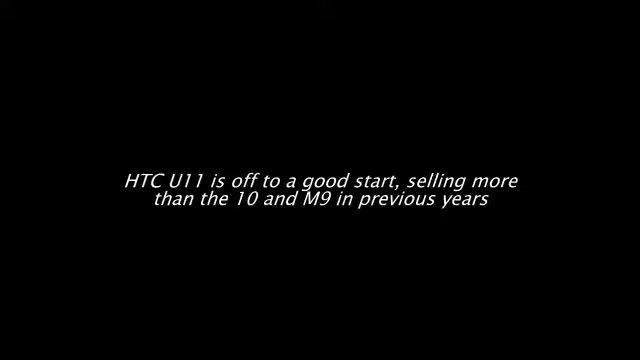 HTC U11 is off to a good start, selling more
than the 10 and M9 in previous years